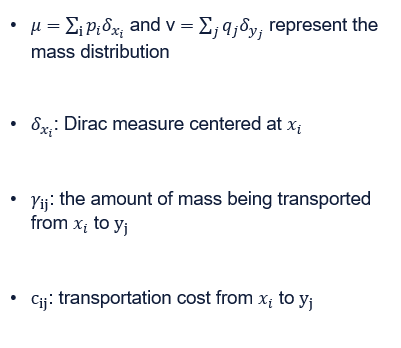 • μ = Σᵢ pᵢδₓᵢ and v = Σⱼ qⱼδyⱼ represent the
mass distribution
• δₓᵢ: Dirac measure centered at xᵢ
• γᵢⱼ: the amount of mass being transported
from xᵢ to yⱼ
• cᵢⱼ: transportation cost from xᵢ to yⱼ